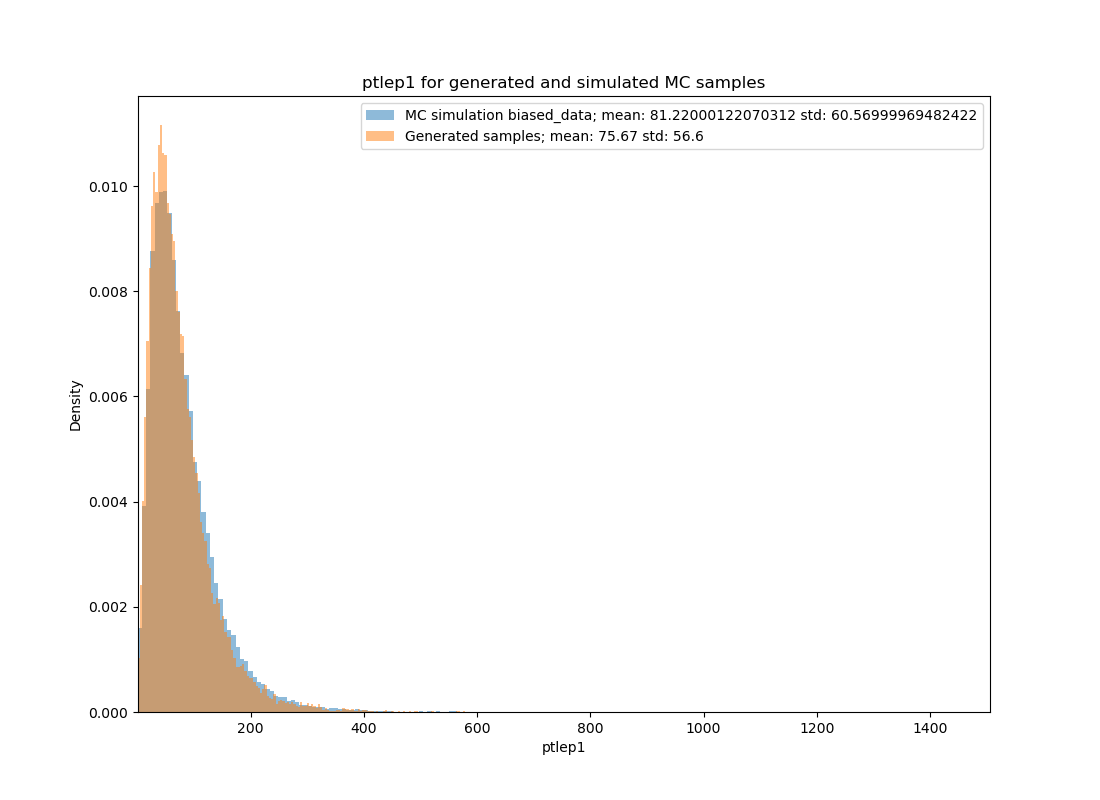 ptlep1 for generated and simulated MC samples
MC simulation biased_data; mean: 81.22000122070312 std: 60.56999969482422
Generated samples; mean: 75.67 std: 56.6
0.010
0.008
0.006
0.004
0.002
0.000
Density
200 400 600 800 1000 1200 1400
ptlep1